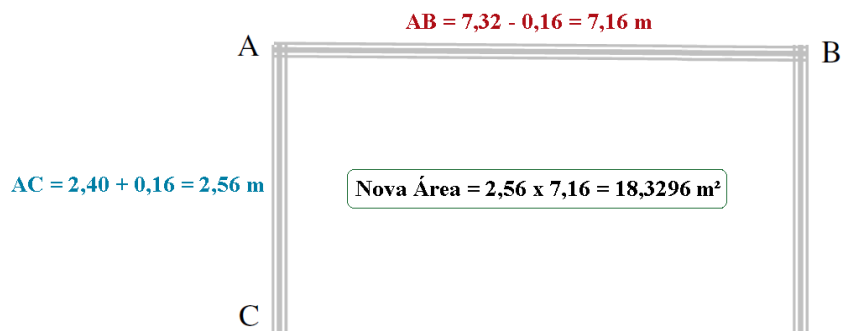 AB = 7,32 - 0,16 = 7,16 m
A
B
AC = 2,40 + 0,16 = 2,56 m
Nova Área = 2,56 x 7,16 = 18,3296 m²
C